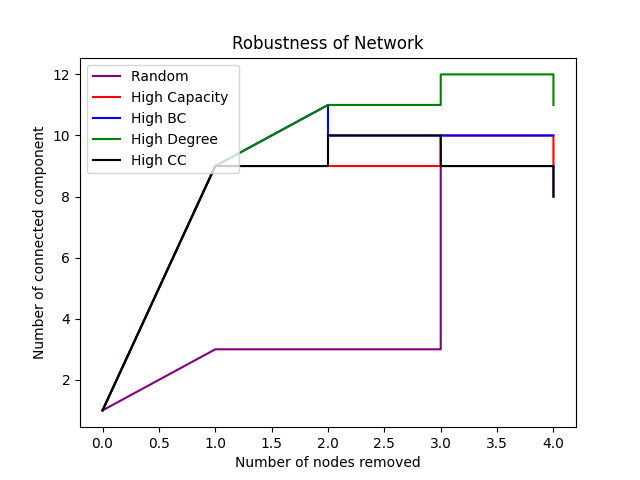 Robustness of Network
Random
High Capacity
High BC
High Degree
High CC
Number of connected component
12
10
8
6
4
2
0.0 0.5 1.0 1.5 2.0 2.5 3.0 3.5 4.0
Number of nodes removed